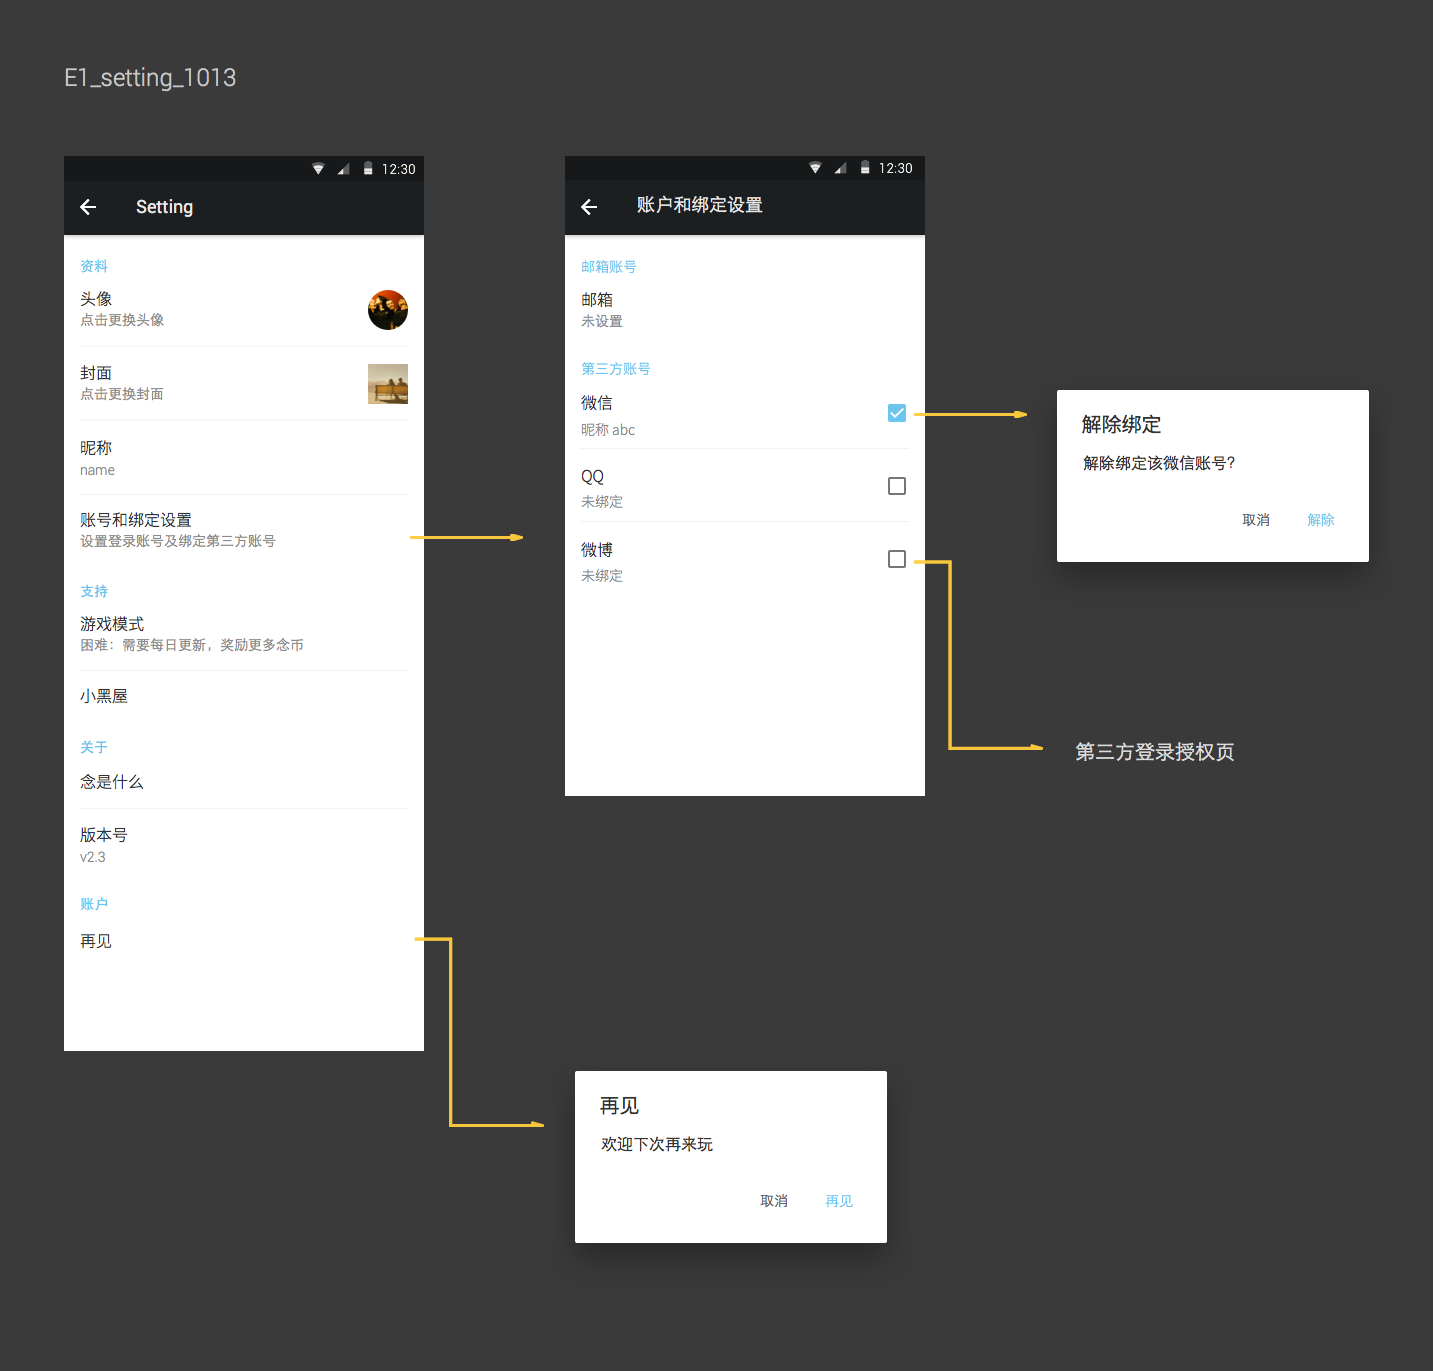 E1_setting_1013
12:30
Setting
资料
头像
点击更换头像
封面
点击更换封面
昵称
name
账号和绑定设置
设置登录账号及绑定第三方账号
支持
游戏模式
困难：需要每日更新，奖励更多念币
小黑屋
关于
念是什么
版本号
v2.3
账户
再见
12:30
账户和绑定设置
邮箱账号
邮箱
未设置
第三方账号
微信
昵称 abc
QQ
未绑定
微博
未绑定
解除绑定
解除绑定该微信账号?
取消 解除
第三方登录授权页
再见
欢迎下次再来玩
取消 再见